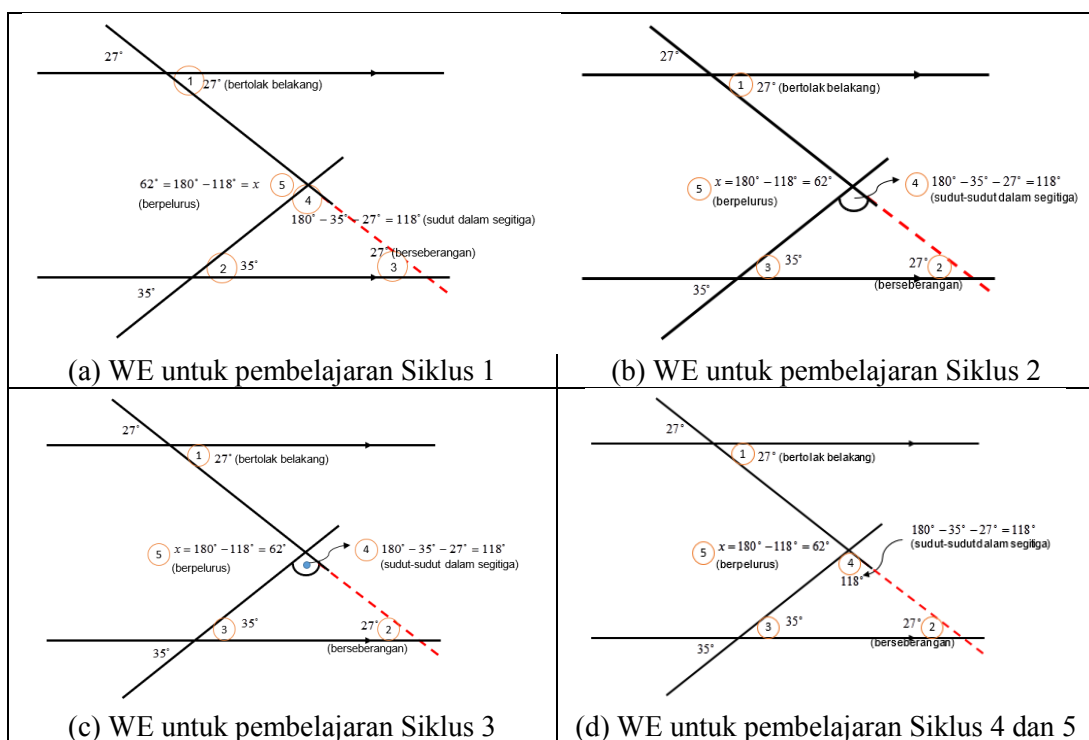 27°
1
27° (bertolak belakang)
62° = 180° − 118° = x
(berpelurus)
5
4
180° − 35° − 27° = 118° (sudut dalam segitiga)
27° (berseberangan)
2
35°
3
35°
(a) WE untuk pembelajaran Siklus 1
27°
1
27° (bertolak belakang)
5
x = 180° − 118° = 62°
(berpelurus)
4
180° − 35° − 27° = 118°
(sudut-sudut dalam segitiga)
3
35°
27°
2
35°
(berseberangan)
(b) WE untuk pembelajaran Siklus 2
27°
1
27° (bertolak belakang)
5
x = 180° − 118° = 62°
(berpelurus)
4
180° − 35° − 27° = 118°
(sudut-sudut dalam segitiga)
3
35°
27°
2
35°
(berseberangan)
(c) WE untuk pembelajaran Siklus 3
27°
1
27° (bertolak belakang)
180° − 35° − 27° = 118°
(sudut-sudut dalam segitiga)
5
x = 180° − 118° = 62°
(berpelurus)
4
118°
3
35°
27°
2
35°
(berseberangan)
(d) WE untuk pembelajaran Siklus 4 dan 5